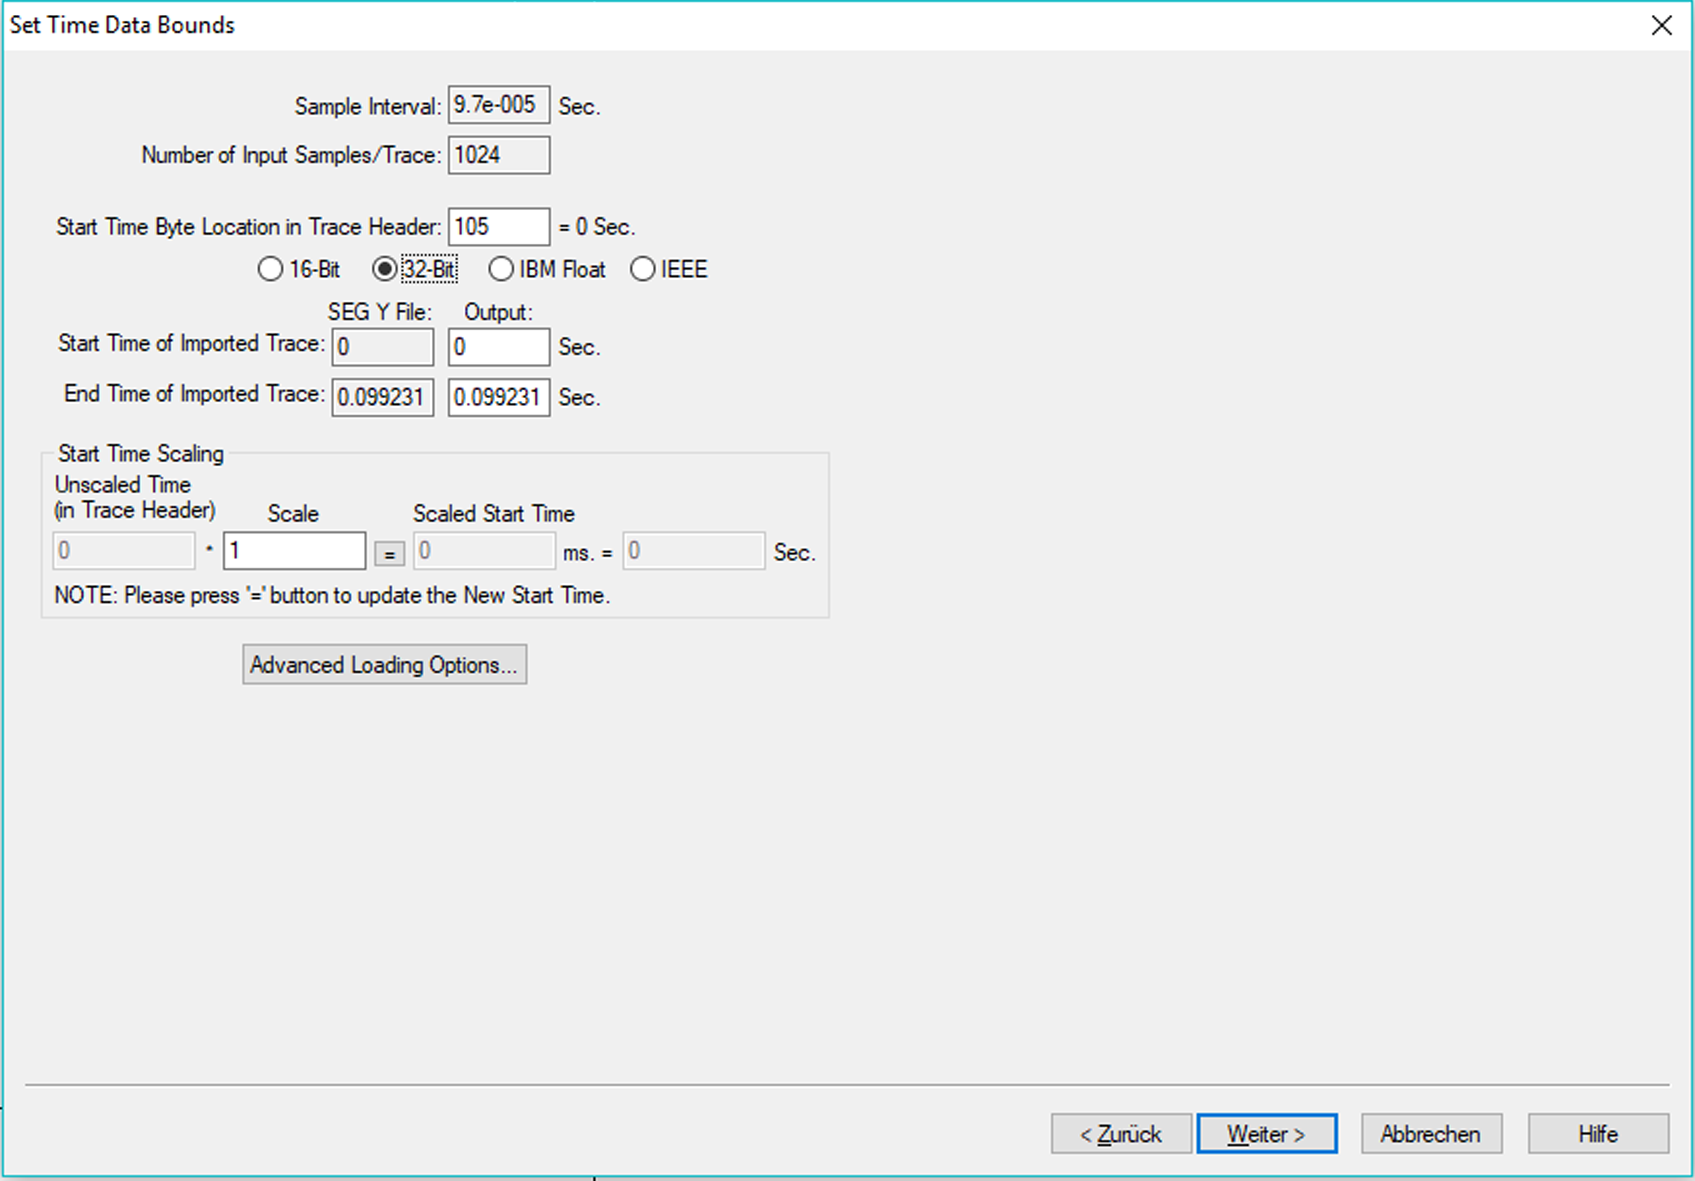 Set Time Data Bounds
Sample Interval: 9.7e-005 Sec.
Number of Input Samples/Trace: 1024
Start Time Byte Location in Trace Header: 105 = 0 Sec.
16-Bit 32-Bit IBM Float IEEE
SEG Y File: Output:
Start Time of Imported Trace: 0 0 Sec.
End Time of Imported Trace: 0.099231 0.099231 Sec.
Start Time Scaling
Unscaled Time
(in Trace Header) Scale Scaled Start Time
0 * 1 = 0 ms. = 0 Sec.
NOTE: Please press '=' button to update the New Start Time.
Advanced Loading Options...
< Zurück Weiter > Abbrechen Hilfe